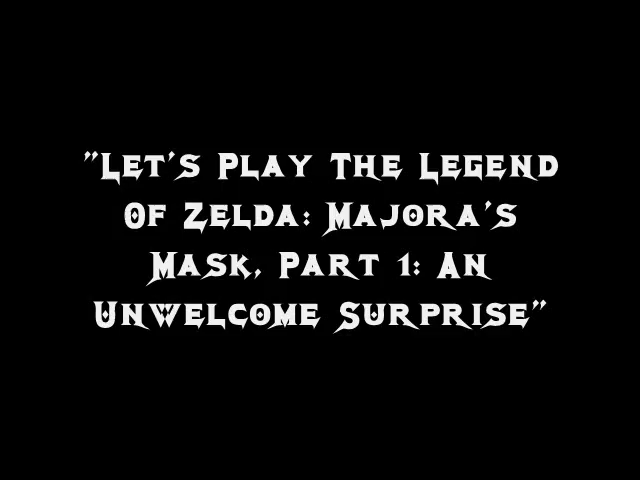 "Let's Play The Legend
Of Zelda: Majora's
Mask, Part 1: An
Unwelcome Surprise"